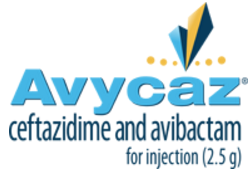 Avycaz®
ceftazidime and avibactam
for injection (2.5 g)